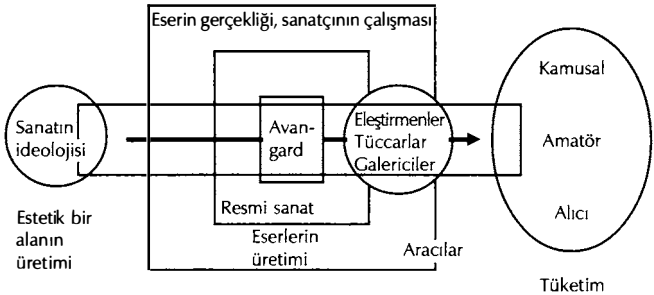 Eserin gerçekliği, sanatçının çalışması
Sanatın
ideolojisi
Estetik bir
alanın
üretimi
Avan-
gard
Resmi sanat
Eserlerin
üretimi
Eleştirmenler
Tüccarlar
Galericiler
Aracılar
Kamusal
Amatör
Alıcı
Tüketim